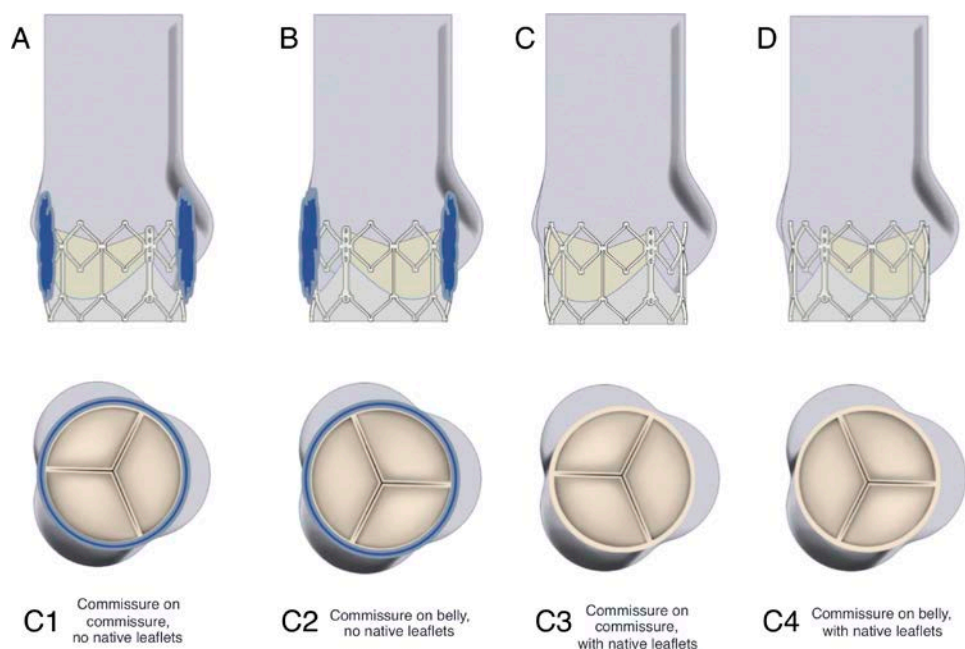 A
B
C
D
C1
Commissure on
commissure,
no native leaflets
C2
Commissure on belly,
no native leaflets
C3
Commissure on
commissure,
with native leaflets
C4
Commissure on belly,
with native leaflets